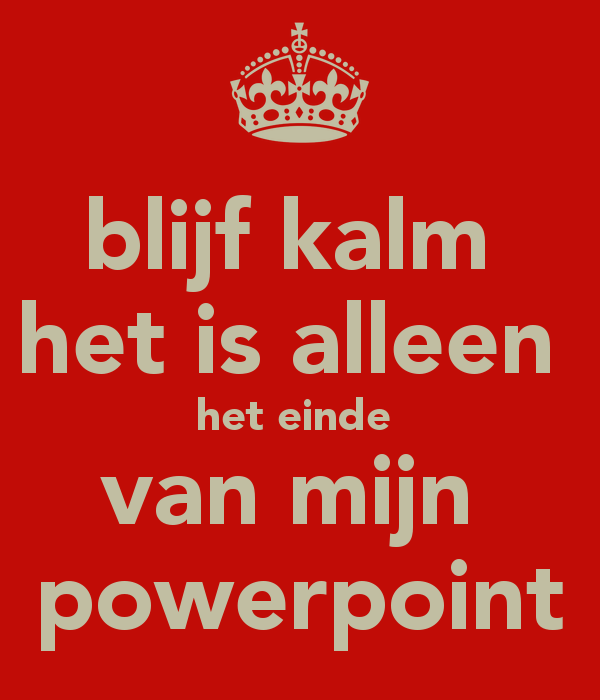 blijf kalm
het is alleen
het einde
van mijn
powerpoint